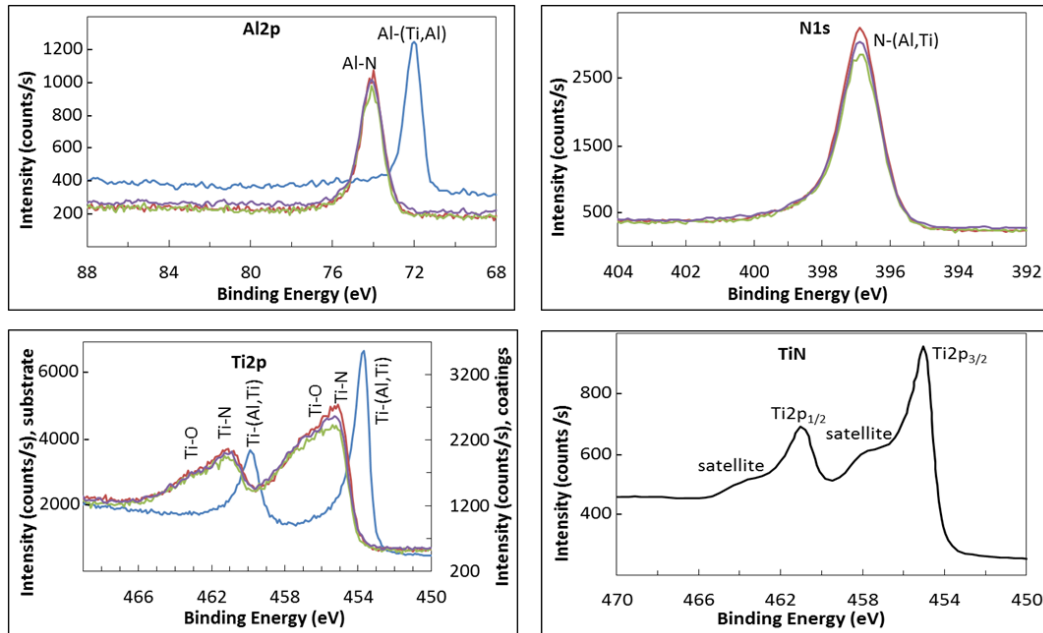 Al2p
Al-(Ti,Al)
Al-N
Intensity (counts/s)
1200
1000
800
600
400
200
88 84 80 76 72 68
Binding Energy (eV)
N1s
N-(Al,Ti)
Intensity (counts/s)
2500
1500
500
404 402 400 398 396 394 392
Binding Energy (eV)
Ti2p
Intensity (counts/s), substrate
6000
4000
2000
Ti-O
Ti-N
Ti-(Al,Ti)
Ti-O
Ti-N
Ti-(Al,Ti)
3200
2200
1200
200
Intensity (counts/s), coatings
466 462 458 454 450
Binding Energy (eV)
TiN
Ti2p3/2
Ti2p1/2
satellite
satellite
Intensity (counts /s)
800
600
400
470 466 462 458 454 450
Binding Energy (eV)